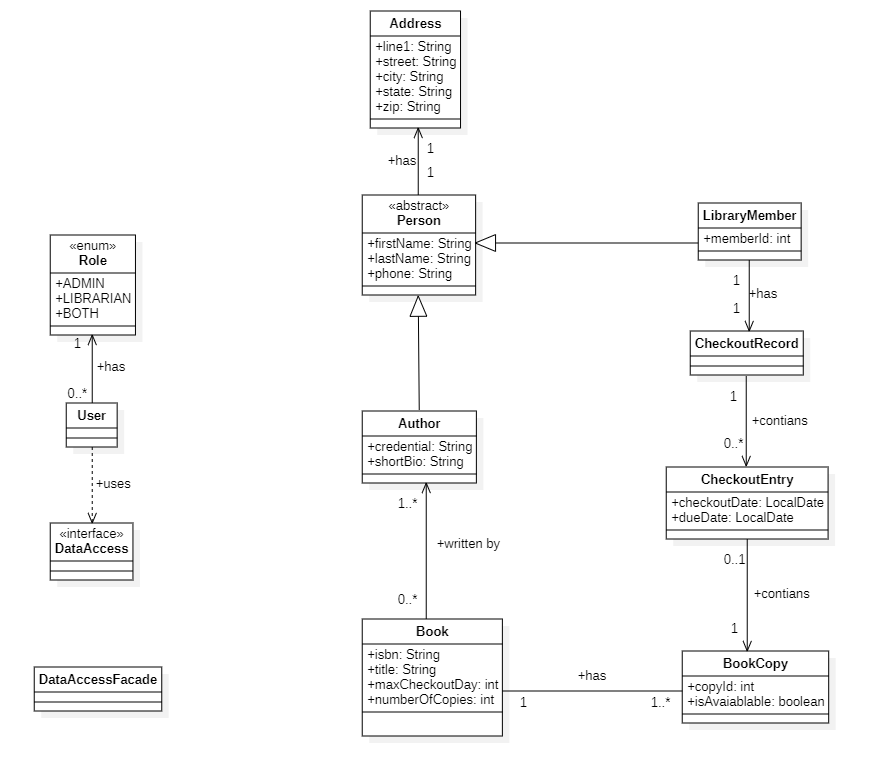 Address
+line1: String
+street: String
+city: String
+state: String
+zip: String
1
+has
1
«abstract»
Person
+firstName: String
+lastName: String
+phone: String
LibraryMember
+memberId: int
1
+has
1
«enum»
Role
+ADMIN
+LIBRARIAN
+BOTH
1
+has
0..*
User
+uses
«interface»
DataAccess
DataAccessFacade
CheckoutRecord
1
+contians
0..*
Author
+credential: String
+shortBio: String
1..*
+written by
0..*
CheckoutEntry
+checkoutDate: LocalDate
+dueDate: LocalDate
0..1
+contians
1
Book
+isbn: String
+title: String
+maxCheckoutDay: int
+numberOfCopies: int
+has
1
1..*
BookCopy
+copyId: int
+isAvaiablable: boolean